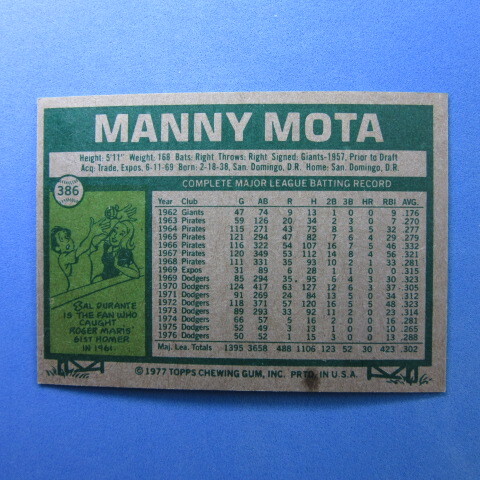 MANNY MOTA
Height: 5'11" Weight: 168 Bats: Right Throws: Right Signed: Giants-1957, Prior to Draft
Acq: Trade, Expos, 6-11-69 Born: 2-18-38, San. Domingo, D.R. Home: San. Domingo, D.R.
386
COMPLETE MAJOR LEAGUE BATTING RECORD
Year Club G AB R H 2B 3B HR RBI AVG.
1962 Giants 47 74 9 13 1 0 0 9 .176
1963 Pirates 59 126 20 34 2 3 0 7 .270
1964 Pirates 115 271 43 75 8 3 5 32 .277
1965 Pirates 121 294 47 82 7 6 4 29 .279
1966 Pirates 116 322 54 107 16 7 5 46 .332
1967 Pirates 120 349 53 112 14 8 4 56 .321
1968 Pirates 111 331 35 93 10 2 1 33 .281
1969 Expos 31 89 6 28 1 1 0 0 .315
1969 Dodgers 85 294 35 95 6 4 3 30 .323
1970 Dodgers 124 417 63 127 12 6 3 37 .305
1971 Dodgers 91 269 24 84 13 5 0 34 .312
1972 Dodgers 118 371 57 120 16 5 5 48 .323
1973 Dodgers 89 293 33 92 11 2 0 23 .314
1974 Dodgers 66 57 5 16 2 0 0 16 .281
1975 Dodgers 52 49 3 13 1 0 0 10 .265
1976 Dodgers 50 52 1 15 3 0 0 13 .288
Maj. Lea. Totals 1395 3658 488 1106 123 52 30 423 .302
SAL DURANTE
IS THE FAN WHO
CAUGHT
ROGER MARIS'
61ST HOMER
IN 1961.
© 1977 TOPPS CHEWING GUM, INC. PRTD. IN U.S.A.